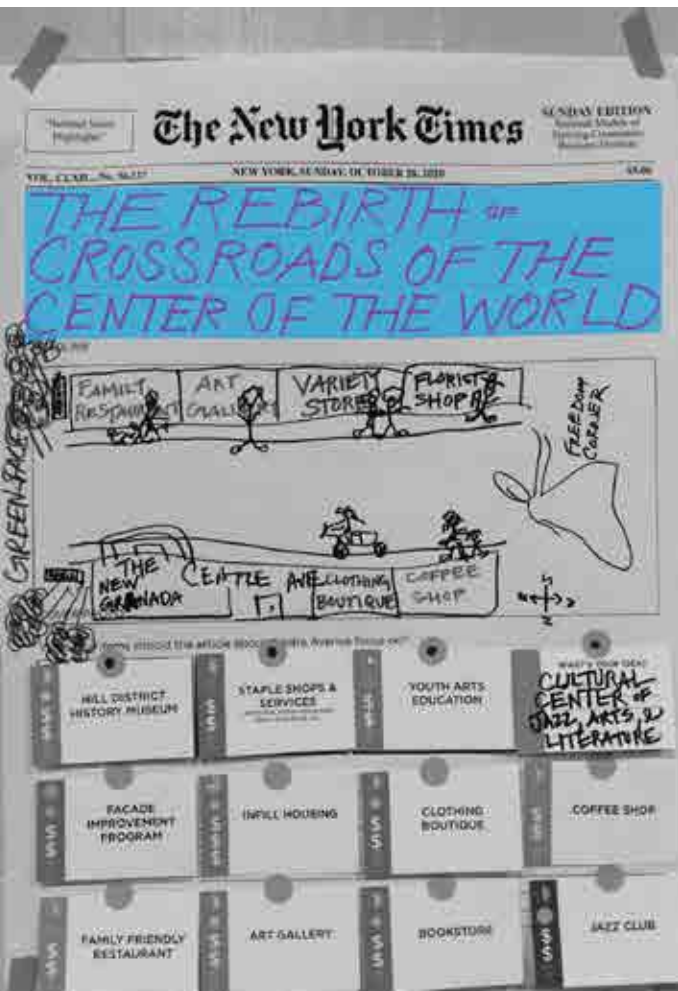 The New York Times
SUNDAY EDITION
NEW YORK, SUNDAY, OCTOBER 2020
THE REBIRTH OF
CROSSROADS OF THE
CENTER OF THE WORLD
FAMILY
RESTAURANT
ART
GALLERY
VARIETY
STORE
FLORIST
SHOP
FREEDOM
CORNER
THE
NEW
GRANADA
CENTRE AVE
CLOTHING
BOUTIQUE
COFFEE
SHOP
HILL DISTRICT
HISTORY MUSEUM
STAPLE SHOPS &
SERVICES
YOUTH ARTS
EDUCATION
WHAT'S YOUR IDEA?
CULTURAL
CENTER OF
JAZZ, ARTS, &
LITERATURE
FACADE
IMPROVEMENT
PROGRAM
INFILL HOUSING
CLOTHING
BOUTIQUE
COFFEE SHOP
FAMILY FRIENDLY
RESTAURANT
ART GALLERY
BOOKSTORE
JAZZ CLUB